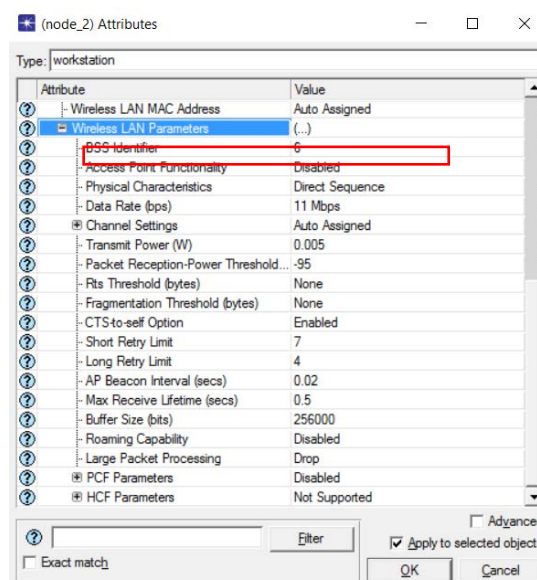 (node_2) Attributes
Type: workstation
Attribute Value
Wireless LAN MAC Address Auto Assigned
Wireless LAN Parameters (...)
BSS Identifier 6
Access Point Functionality Disabled
Physical Characteristics Direct Sequence
Data Rate (bps) 11 Mbps
Channel Settings Auto Assigned
Transmit Power (W) 0.005
Packet Reception-Power Threshold... -95
Rts Threshold (bytes) None
Fragmentation Threshold (bytes) None
CTS-to-self Option Enabled
Short Retry Limit 7
Long Retry Limit 4
AP Beacon Interval (secs) 0.02
Max Receive Lifetime (secs) 0.5
Buffer Size (bits) 256000
Roaming Capability Disabled
Large Packet Processing Drop
PCF Parameters Disabled
HCF Parameters Not Supported
Advance
Filter
Apply to selected object
Exact match
OK Cancel